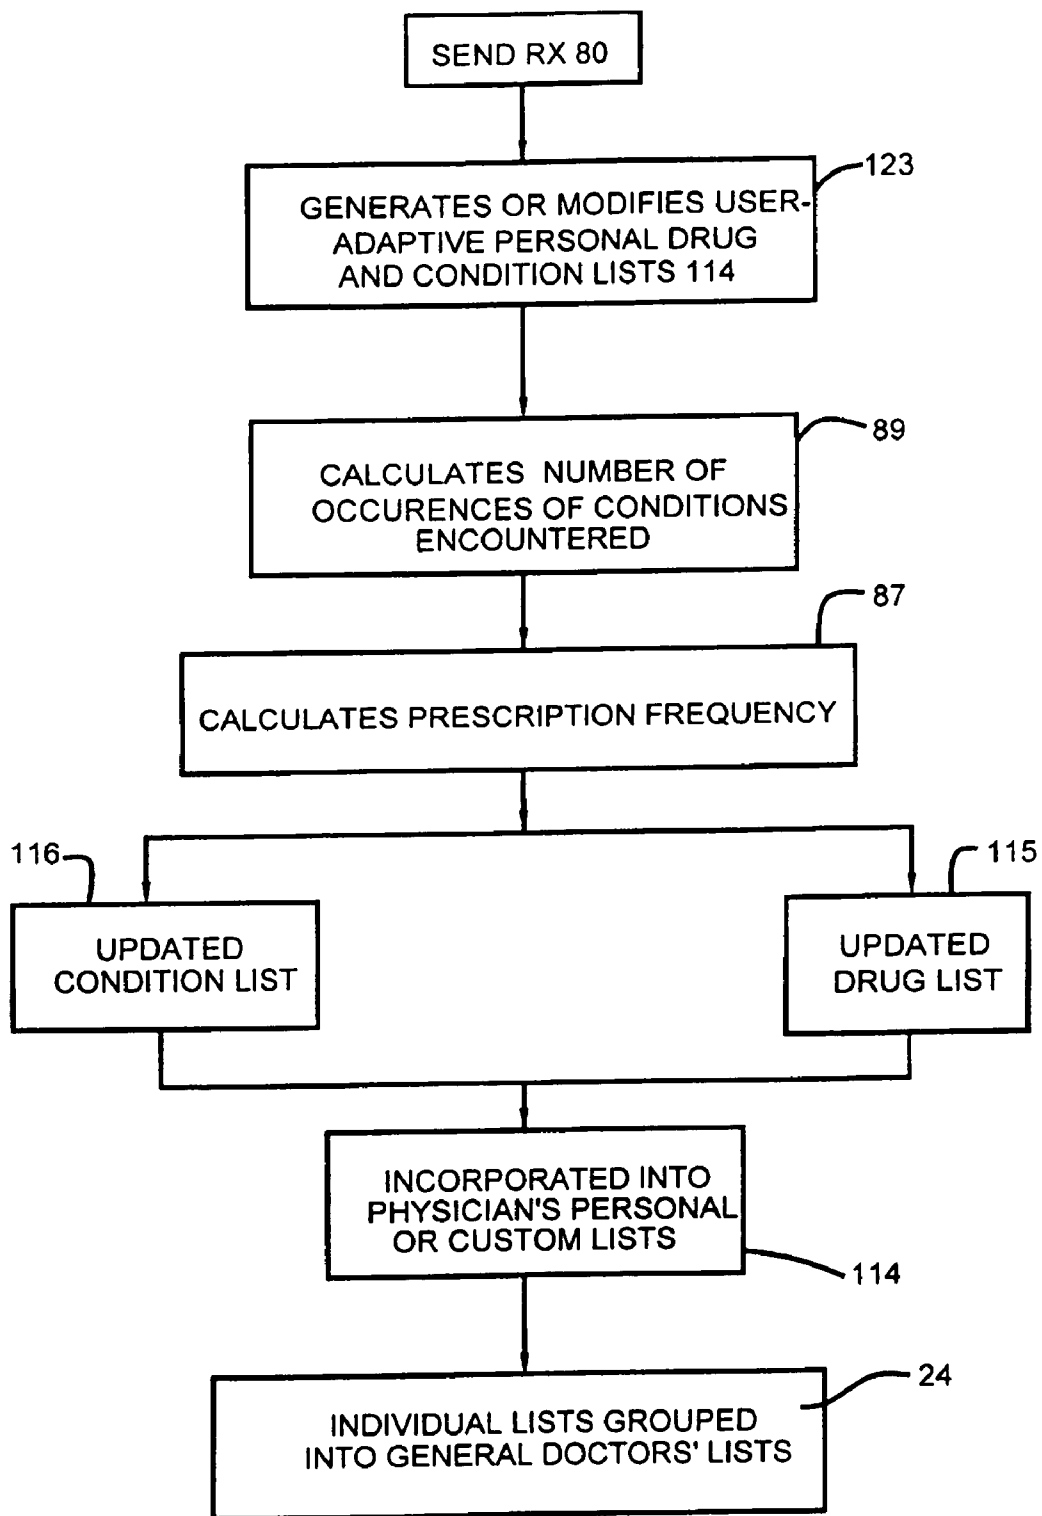 SEND RX 80
123
GENERATES OR MODIFIES USER-
ADAPTIVE PERSONAL DRUG
AND CONDITION LISTS 114
89
CALCULATES NUMBER OF
OCCURENCES OF CONDITIONS
ENCOUNTERED
87
CALCULATES PRESCRIPTION FREQUENCY
116
115
UPDATED
CONDITION LIST
UPDATED
DRUG LIST
INCORPORATED INTO
PHYSICIAN'S PERSONAL
OR CUSTOM LISTS
114
24
INDIVIDUAL LISTS GROUPED
INTO GENERAL DOCTORS' LISTS